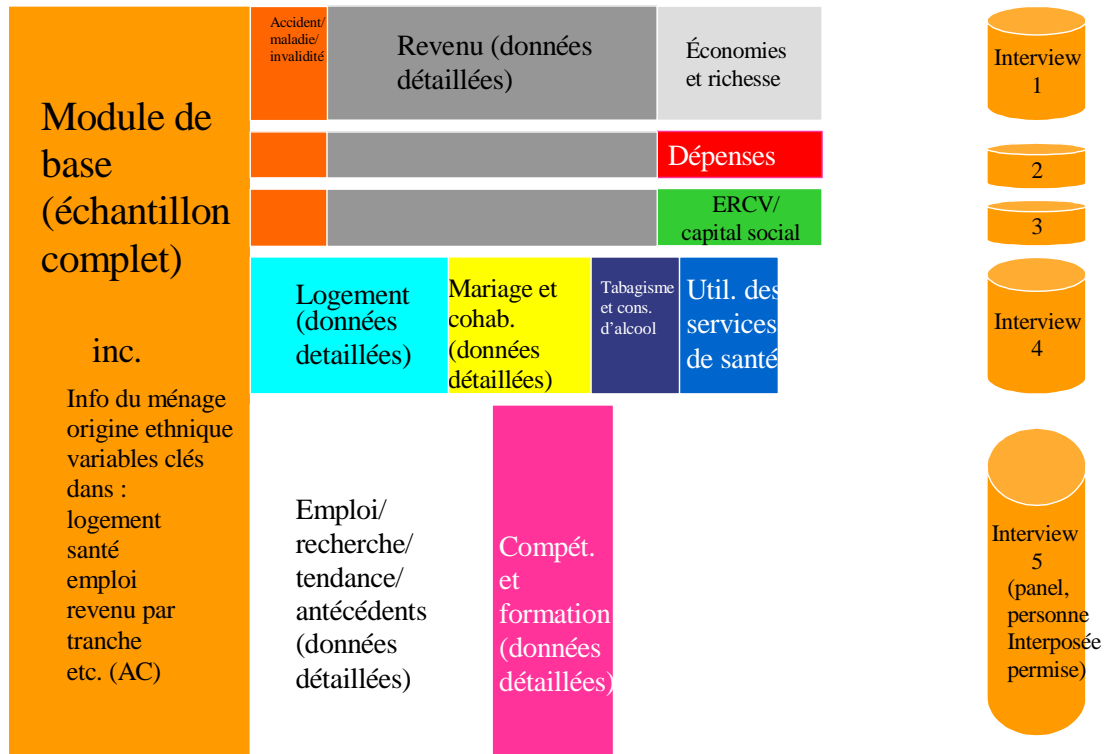 Module de
base
(échantillon
complet)
inc.
Info du ménage
origine ethnique
variables clés
dans :
logement
santé
emploi
revenu par
tranche
etc. (AC)
Accident/
maladie/
invalidité
Revenu (données
détaillées)
Économies
et richesse
Interview
1
Dépenses
2
ERCV/
capital social
3
Logement
(données
detaillées)
Mariage et
cohab.
(données
détaillées)
Tabagisme
et cons.
d’alcool
Util. des
services
de santé
Interview
4
Emploi/
recherche/
tendance/
antécédents
(données
détaillées)
Compét.
et
formation
(données
détaillées)
Interview
5
(panel,
personne
Interposée
permise)